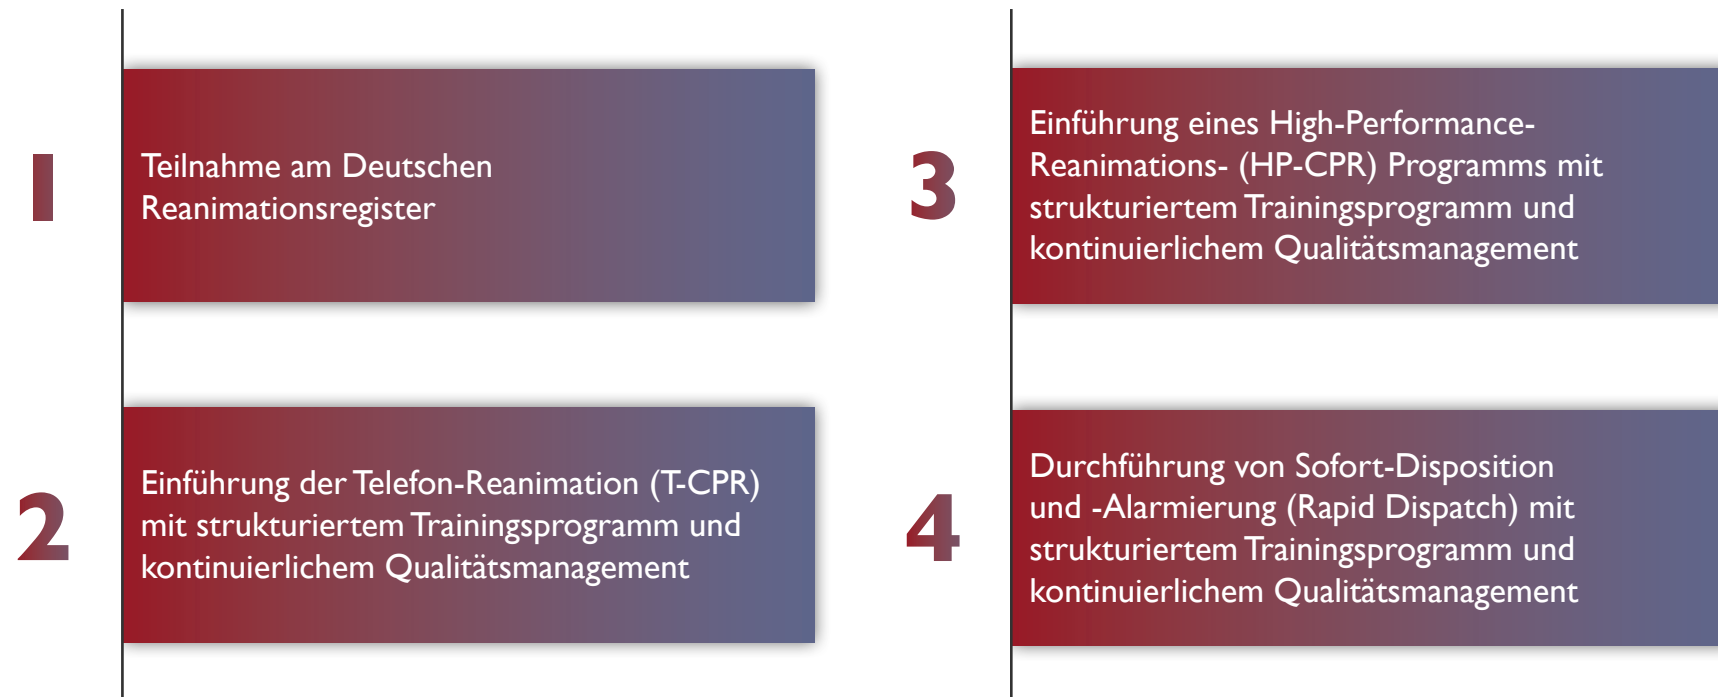 1
Teilnahme am Deutschen
Reanimationsregister
2
Einführung der Telefon-Reanimation (T-CPR)
mit strukturiertem Trainingsprogramm und
kontinuierlichem Qualitätsmanagement
3
Einführung eines High-Performance-
Reanimations- (HP-CPR) Programms mit
strukturiertem Trainingsprogramm und
kontinuierlichem Qualitätsmanagement
4
Durchführung von Sofort-Disposition
und -Alarmierung (Rapid Dispatch) mit
strukturiertem Trainingsprogramm und
kontinuierlichem Qualitätsmanagement